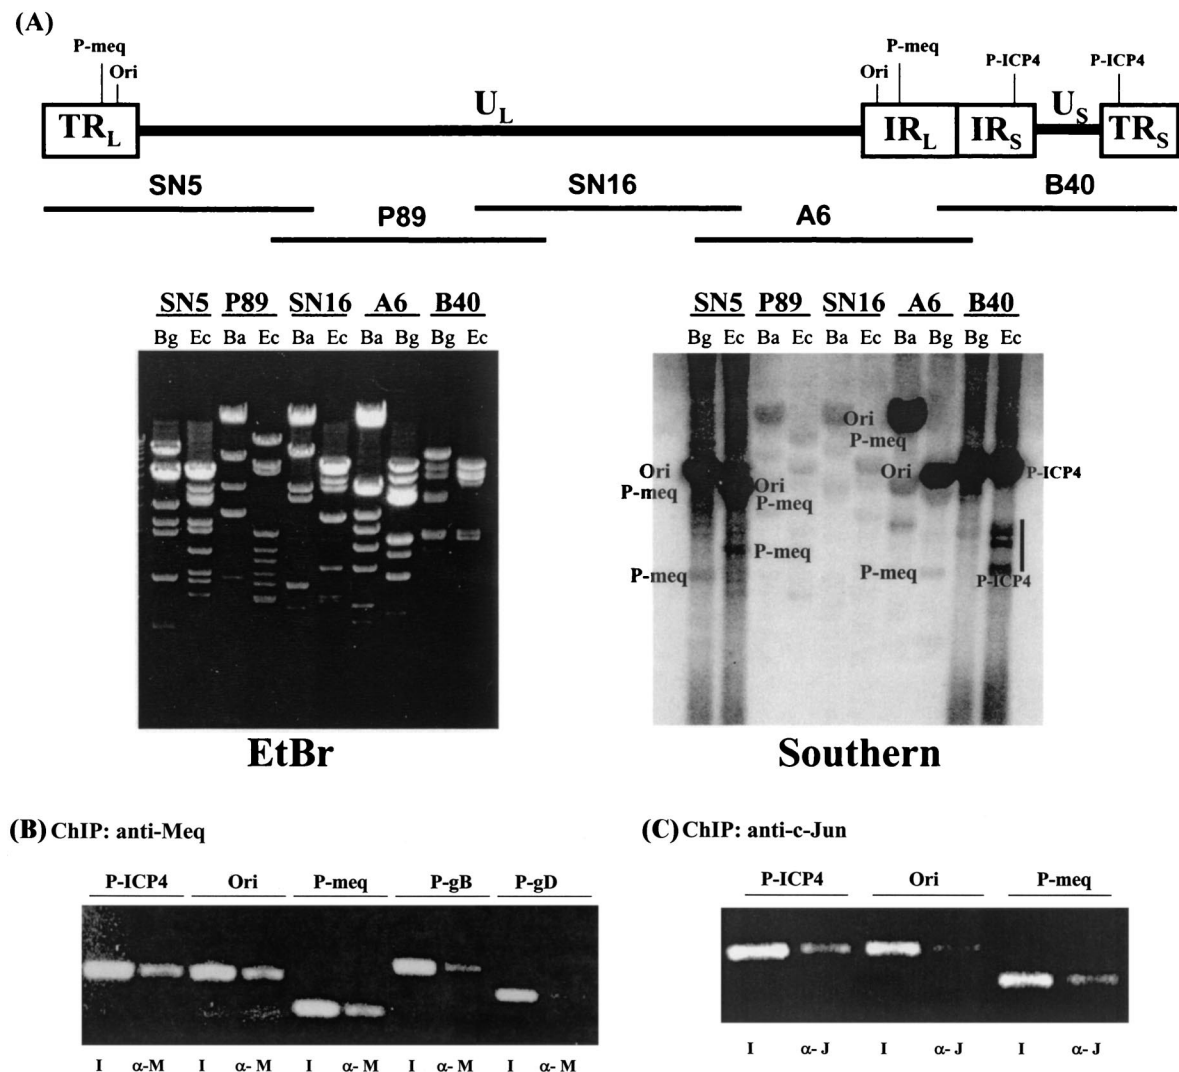 (A)
P-meq
Ori
P-meq
Ori
P-ICP4
P-ICP4
TRL
UL
IRL
IRS
US
TRS
SN5
SN16
B40
P89
A6
SN5 P89 SN16 A6 B40
Bg Ec Ba Ec Ba Ec Ba Bg Bg Ec
EtBr
SN5 P89 SN16 A6 B40
Bg Ec Ba Ec Ba Ec Ba Bg Bg Ec
Ori
P-meq
Ori
P-meq
Ori
P-meq
Ori
P-ICP4
P-meq
P-meq
P-meq
P-ICP4
Southern
(B) ChIP: anti-Meq
P-ICP4 Ori P-meq P-gB P-gD
I α-M I α-M I α-M I α-M I α-M
(C) ChIP: anti-c-Jun
P-ICP4 Ori P-meq
I α-J I α-J I α-J